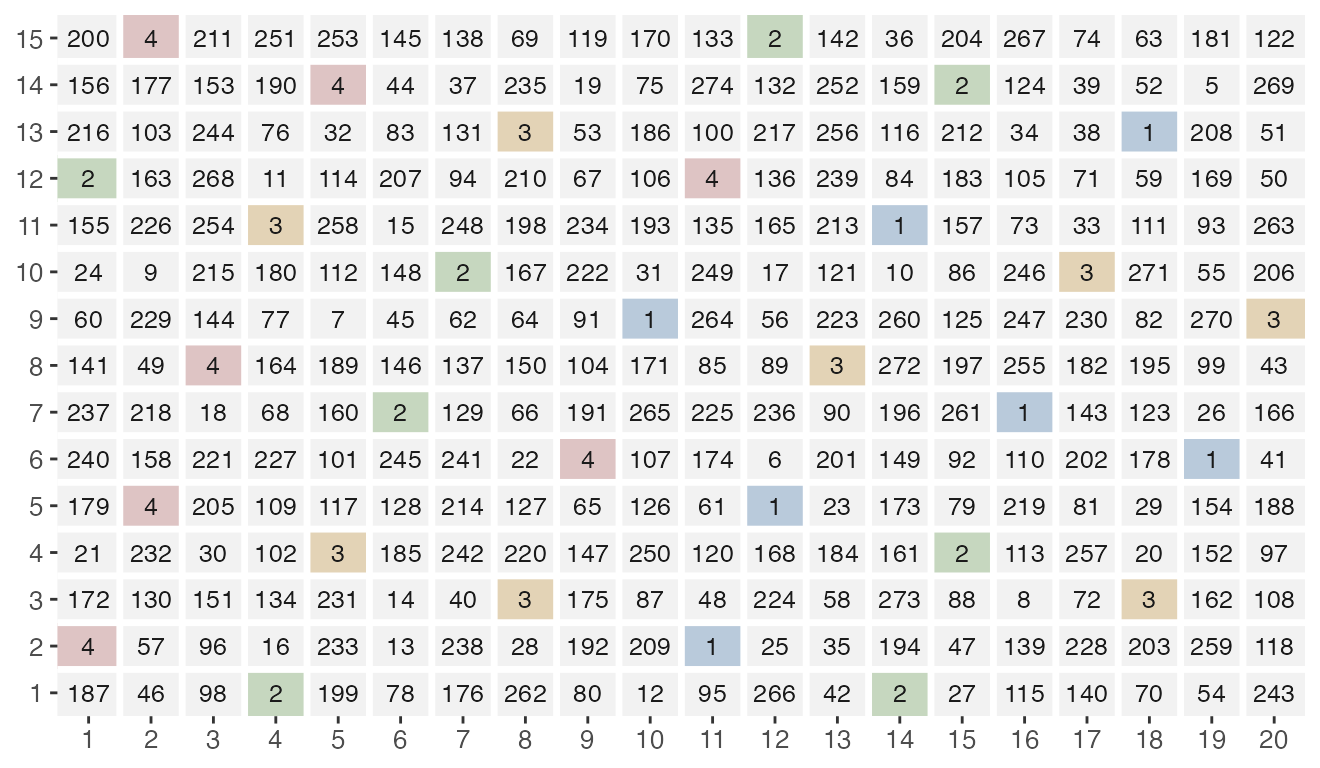 15 200 4 211 251 253 145 138 69 119 170 133 2 142 36 204 267 74 63 181 122
14 156 177 153 190 4 44 37 235 19 75 274 132 252 159 2 124 39 52 5 269
13 216 103 244 76 32 83 131 3 53 186 100 217 256 116 212 34 38 1 208 51
12 2 163 268 11 114 207 94 210 67 106 4 136 239 84 183 105 71 59 169 50
11 155 226 254 3 258 15 248 198 234 193 135 165 213 1 157 73 33 111 93 263
10 24 9 215 180 112 148 2 167 222 31 249 17 121 10 86 246 3 271 55 206
9 60 229 144 77 7 45 62 64 91 1 264 56 223 260 125 247 230 82 270 3
8 141 49 4 164 189 146 137 150 104 171 85 89 3 272 197 255 182 195 99 43
7 237 218 18 68 160 2 129 66 191 265 225 236 90 196 261 1 143 123 26 166
6 240 158 221 227 101 245 241 22 4 107 174 6 201 149 92 110 202 178 1 41
5 179 4 205 109 117 128 214 127 65 126 61 1 23 173 79 219 81 29 154 188
4 21 232 30 102 3 185 242 220 147 250 120 168 184 161 2 113 257 20 152 97
3 172 130 151 134 231 14 40 3 175 87 48 224 58 273 88 8 72 3 162 108
2 4 57 96 16 233 13 238 28 192 209 1 25 35 194 47 139 228 203 259 118
1 187 46 98 2 199 78 176 262 80 12 95 266 42 2 27 115 140 70 54 243
1 2 3 4 5 6 7 8 9 10 11 12 13 14 15 16 17 18 19 20